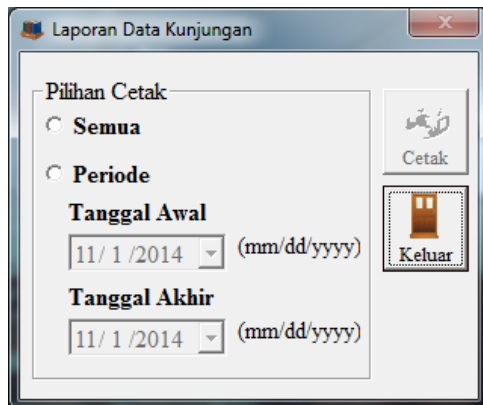 Laporan Data Kunjungan
Pilihan Cetak
Semua
Periode
Tanggal Awal
11/ 1 /2014 (mm/dd/yyyy)
Tanggal Akhir
11/ 1 /2014 (mm/dd/yyyy)
Cetak
Keluar